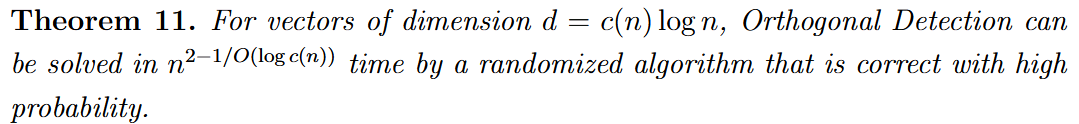 Theorem 11. For vectors of dimension d = c(n) log n, Orthogonal Detection can
be solved in n^{2−1/O(log c(n))} time by a randomized algorithm that is correct with high
probability.